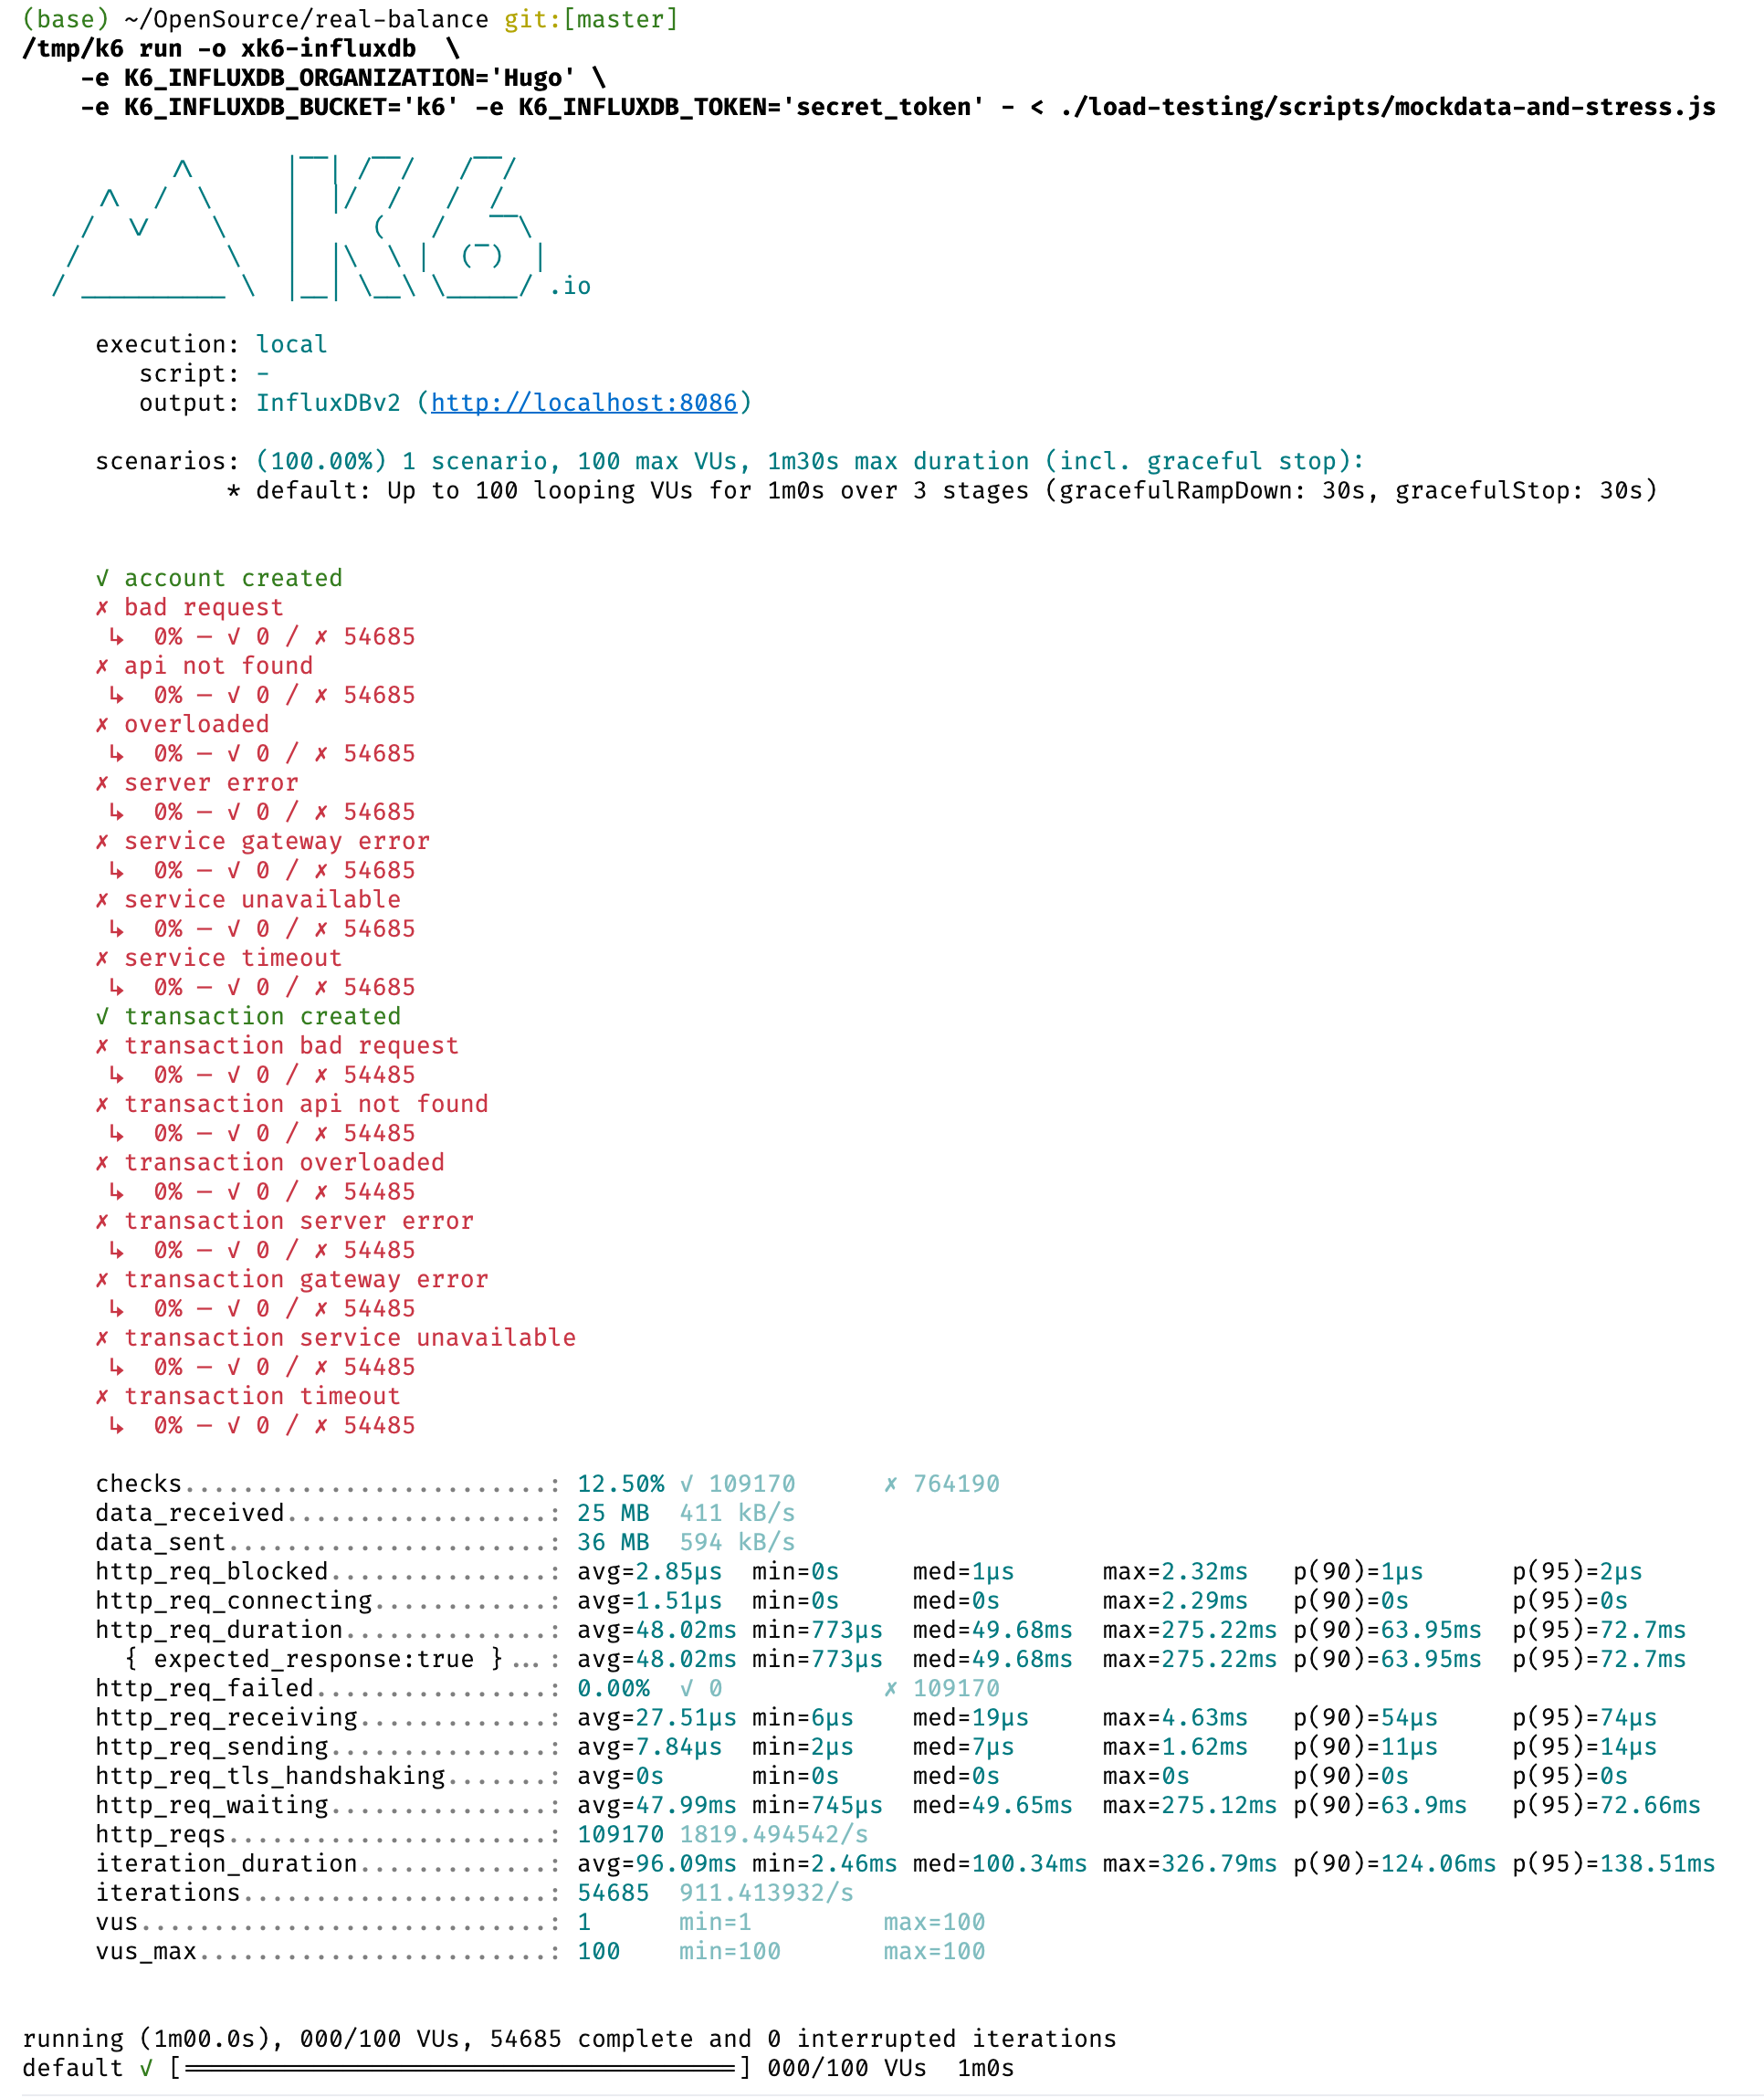 (base) ~/OpenSource/real-balance git:[master]
/tmp/k6 run -o xk6-influxdb  \
    -e K6_INFLUXDB_ORGANIZATION='Hugo' \
    -e K6_INFLUXDB_BUCKET='k6' -e K6_INFLUXDB_TOKEN='secret_token' - < ./load-testing/scripts/mockdata-and-stress.js

          /\      |‾‾| /‾‾/   /‾‾/
     /\  /  \     |  |/  /   /  /
    /  \/    \    |     (   /   ‾‾\
   /          \   |  |\  \ |  (‾)  |
  / __________ \  |__| \__\ \_____/ .io

     execution: local
        script: -
        output: InfluxDBv2 (http://localhost:8086)

     scenarios: (100.00%) 1 scenario, 100 max VUs, 1m30s max duration (incl. graceful stop):
              * default: Up to 100 looping VUs for 1m0s over 3 stages (gracefulRampDown: 30s, gracefulStop: 30s)

     ✓ account created
     ✗ bad request
      ↳  0% — ✓ 0 / ✗ 54685
     ✗ api not found
      ↳  0% — ✓ 0 / ✗ 54685
     ✗ overloaded
      ↳  0% — ✓ 0 / ✗ 54685
     ✗ server error
      ↳  0% — ✓ 0 / ✗ 54685
     ✗ service gateway error
      ↳  0% — ✓ 0 / ✗ 54685
     ✗ service unavailable
      ↳  0% — ✓ 0 / ✗ 54685
     ✗ service timeout
      ↳  0% — ✓ 0 / ✗ 54685
     ✓ transaction created
     ✗ transaction bad request
      ↳  0% — ✓ 0 / ✗ 54485
     ✗ transaction api not found
      ↳  0% — ✓ 0 / ✗ 54485
     ✗ transaction overloaded
      ↳  0% — ✓ 0 / ✗ 54485
     ✗ transaction server error
      ↳  0% — ✓ 0 / ✗ 54485
     ✗ transaction gateway error
      ↳  0% — ✓ 0 / ✗ 54485
     ✗ transaction service unavailable
      ↳  0% — ✓ 0 / ✗ 54485
     ✗ transaction timeout
      ↳  0% — ✓ 0 / ✗ 54485

     checks.........................: 12.50% ✓ 109170      ✗ 764190
     data_received..................: 25 MB  411 kB/s
     data_sent......................: 36 MB  594 kB/s
     http_req_blocked...............: avg=2.85µs  min=0s     med=1µs      max=2.32ms   p(90)=1µs      p(95)=2µs
     http_req_connecting............: avg=1.51µs  min=0s     med=0s       max=2.29ms   p(90)=0s       p(95)=0s
     http_req_duration..............: avg=48.02ms min=773µs  med=49.68ms  max=275.22ms p(90)=63.95ms  p(95)=72.7ms
       { expected_response:true }...: avg=48.02ms min=773µs  med=49.68ms  max=275.22ms p(90)=63.95ms  p(95)=72.7ms
     http_req_failed................: 0.00%  ✓ 0           ✗ 109170
     http_req_receiving.............: avg=27.51µs min=6µs    med=19µs     max=4.63ms   p(90)=54µs     p(95)=74µs
     http_req_sending...............: avg=7.84µs  min=2µs    med=7µs      max=1.62ms   p(90)=11µs     p(95)=14µs
     http_req_tls_handshaking.......: avg=0s      min=0s     med=0s       max=0s       p(90)=0s       p(95)=0s
     http_req_waiting...............: avg=47.99ms min=745µs  med=49.65ms  max=275.12ms p(90)=63.9ms   p(95)=72.66ms
     http_reqs......................: 109170 1819.494542/s
     iteration_duration.............: avg=96.09ms min=2.46ms med=100.34ms max=326.79ms p(90)=124.06ms p(95)=138.51ms
     iterations.....................: 54685  911.413932/s
     vus............................: 1      min=1         max=100
     vus_max........................: 100    min=100       max=100

running (1m00.0s), 000/100 VUs, 54685 complete and 0 interrupted iterations
default ✓ [======================================] 000/100 VUs  1m0s